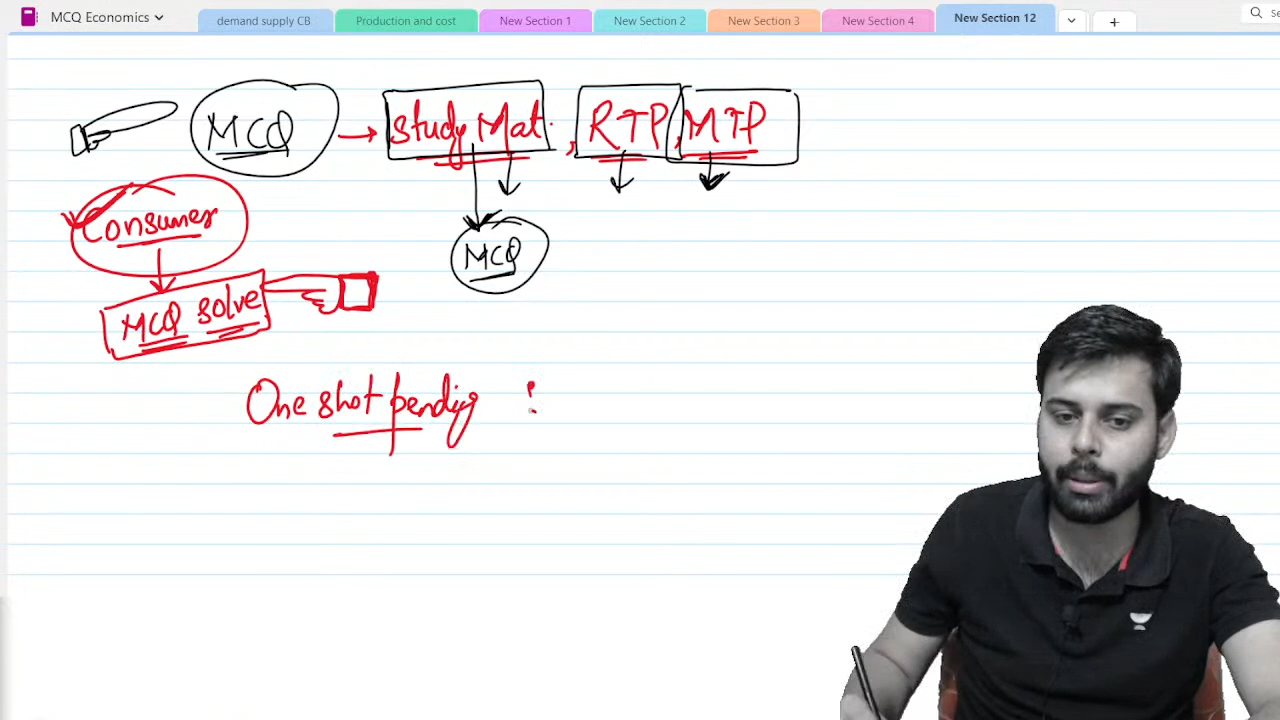 MCQ Economics
demand supply CB
Production and cost
New Section 1
New Section 2
New Section 3
New Section 4
New Section 12
MCQ → Study Mat. , RTP , MTP
Consumer
MCQ
MCQ solve
One shot pending :